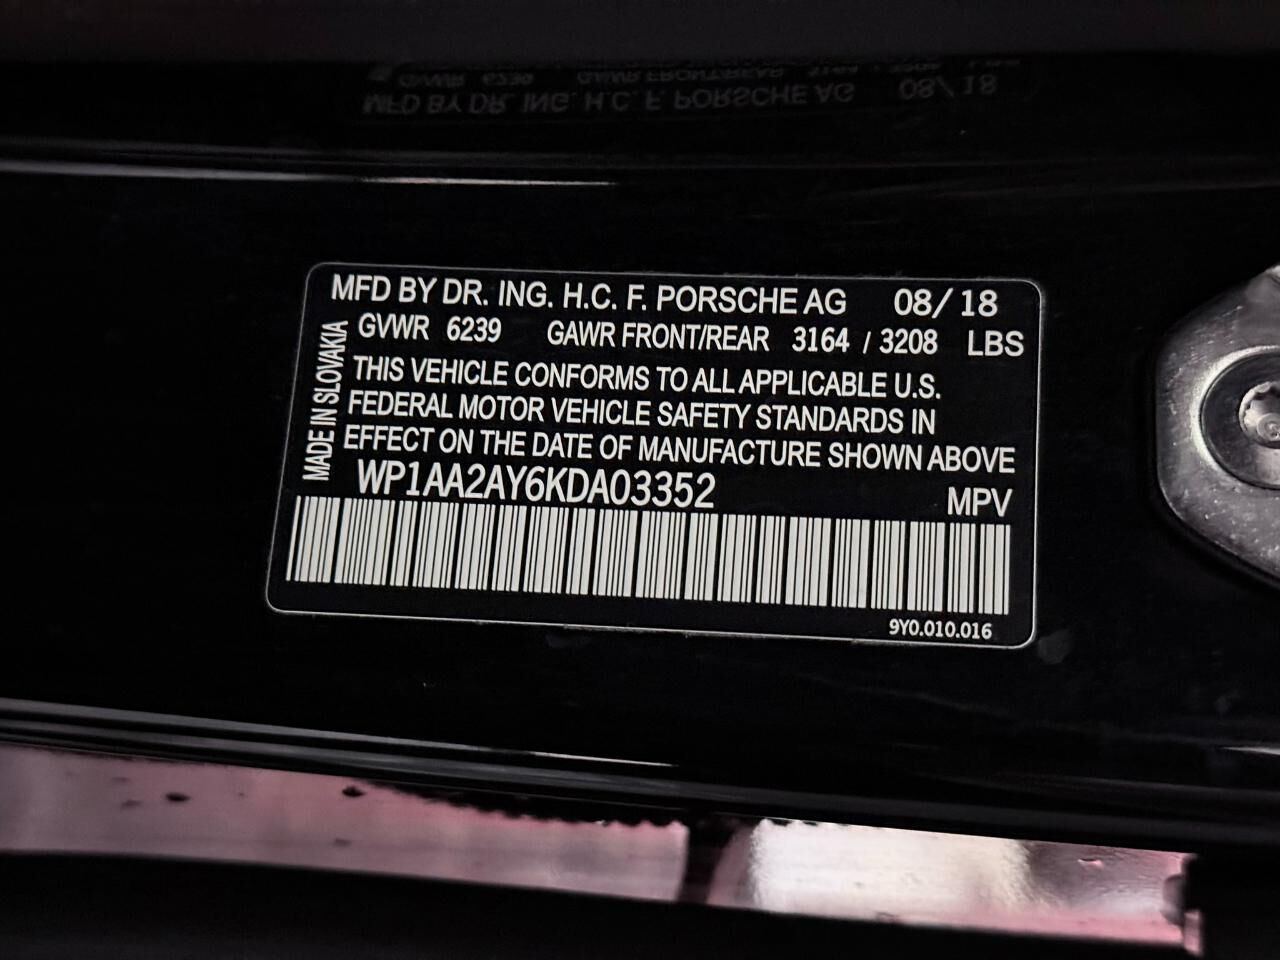 MFD BY DR. ING. H.C. F. PORSCHE AG 08/18
GVWR 6239 GAWR FRONT/REAR 3164 / 3208 LBS
MADE IN SLOVAKIA
THIS VEHICLE CONFORMS TO ALL APPLICABLE U.S.
FEDERAL MOTOR VEHICLE SAFETY STANDARDS IN
EFFECT ON THE DATE OF MANUFACTURE SHOWN ABOVE
WP1AA2AY6KDA03352 MPV
9Y0.010.016